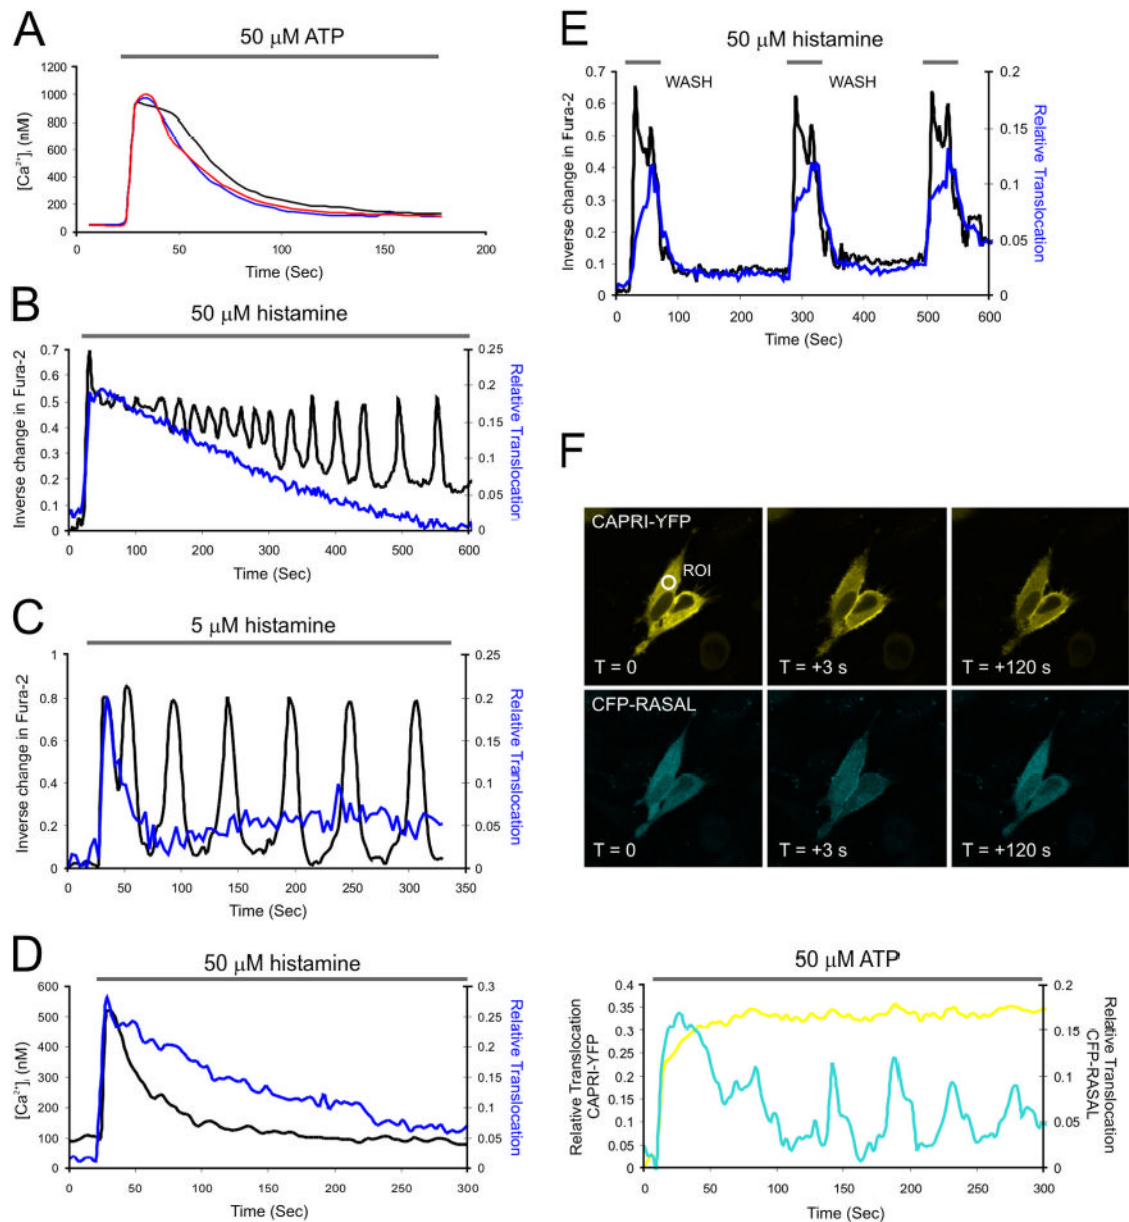 A
50 μM ATP
[Ca²⁺]ᵢ (nM)
1200
1000
800
600
400
200
0
0 50 100 150 200
Time (Sec)
B
50 μM histamine
Inverse change in Fura-2
0.7
0.6
0.5
0.4
0.3
0.2
0.1
0
Relative Translocation
0.25
0.2
0.15
0.1
0.05
0
0 100 200 300 400 500 600
Time (Sec)
C
5 μM histamine
Inverse change in Fura-2
1
0.8
0.6
0.4
0.2
0
Relative Translocation
0.25
0.2
0.15
0.1
0.05
0
0 50 100 150 200 250 300 350
Time (Sec)
D
50 μM histamine
[Ca²⁺]ᵢ (nM)
600
500
400
300
200
100
0
Relative Translocation
0.3
0.25
0.2
0.15
0.1
0.05
0
0 50 100 150 200 250 300
Time (Sec)
E
50 μM histamine
WASH WASH
Inverse change in Fura-2
0.7
0.6
0.5
0.4
0.3
0.2
0.1
0
Relative Translocation
0.2
0.15
0.1
0.05
0
0 100 200 300 400 500 600
Time (Sec)
F
CAPRI-YFP
ROI
T = 0 T = +3 s T = +120 s
CFP-RASAL
T = 0 T = +3 s T = +120 s
50 μM ATP
Relative Translocation
CAPRI-YFP
0.4
0.35
0.3
0.25
0.2
0.15
0.1
0.05
0
Relative Translocation
CFP-RASAL
0.2
0.15
0.1
0.05
0
0 50 100 150 200 250 300
Time (Sec)